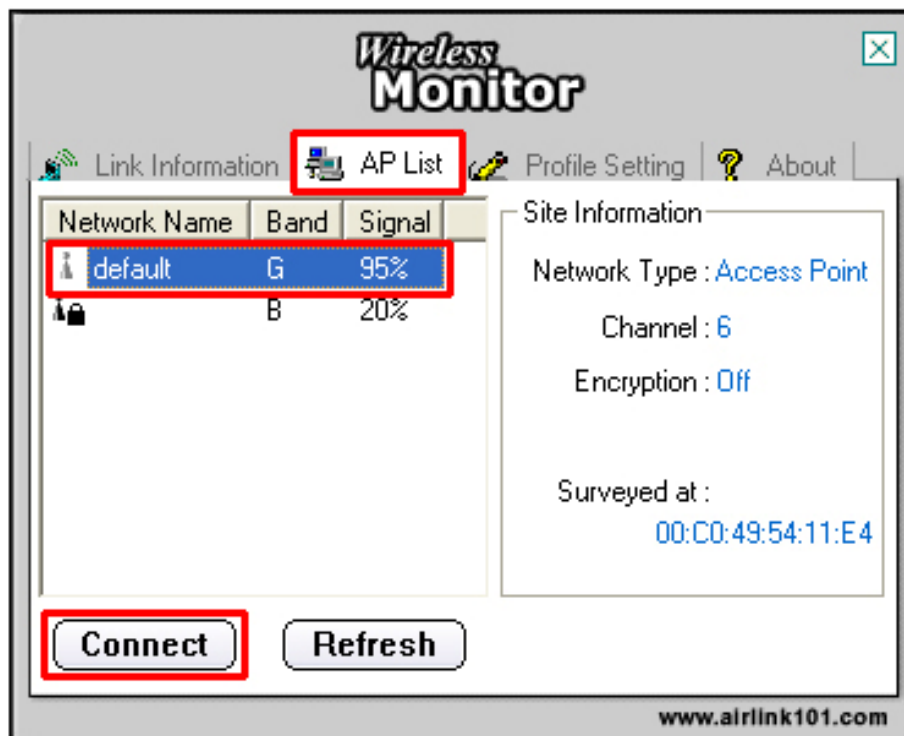 Wireless
Monitor
Link Information AP List Profile Setting ? About
Network Name Band Signal
default G 95%
B 20%
Site Information
Network Type : Access Point
Channel : 6
Encryption : Off
Surveyed at :
00:C0:49:54:11:E4
Connect Refresh
www.airlink101.com